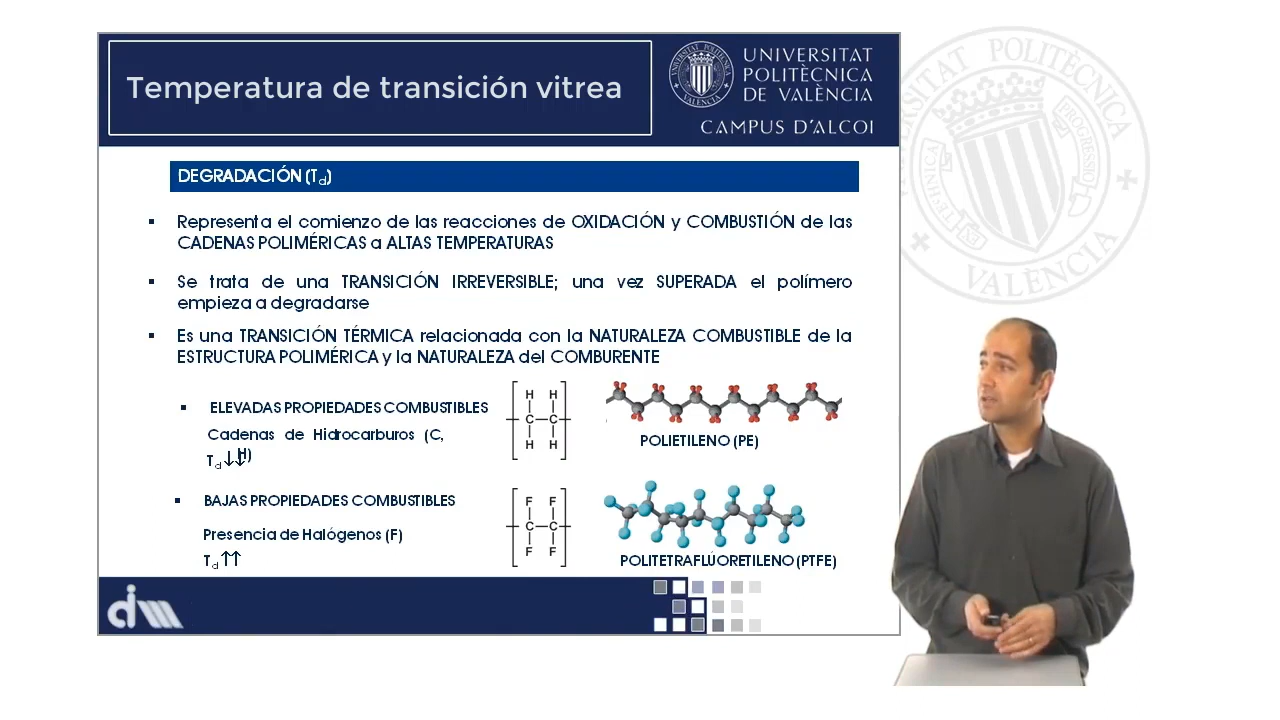 Temperatura de transición vitrea
UNIVERSITAT
POLITÈCNICA
DE VALÈNCIA
CAMPUS D'ALCOI
DEGRADACIÓN (Td)
▪ Representa el comienzo de las reacciones de OXIDACIÓN y COMBUSTIÓN de las
CADENAS POLIMÉRICAS a ALTAS TEMPERATURAS
▪ Se trata de una TRANSICIÓN IRREVERSIBLE; una vez SUPERADA el polímero
empieza a degradarse
▪ Es una TRANSICIÓN TÉRMICA relacionada con la NATURALEZA COMBUSTIBLE de la
ESTRUCTURA POLIMÉRICA y la NATURALEZA del COMBURENTE
▪ ELEVADAS PROPIEDADES COMBUSTIBLES
Cadenas de Hidrocarburos (C,
H)
Td ↓↓
H H
C C
H H
POLIETILENO (PE)
▪ BAJAS PROPIEDADES COMBUSTIBLES
Presencia de Halógenos (F)
Td ↑↑
F F
C C
F F
POLITETRAFLÚORETILENO (PTFE)
dim